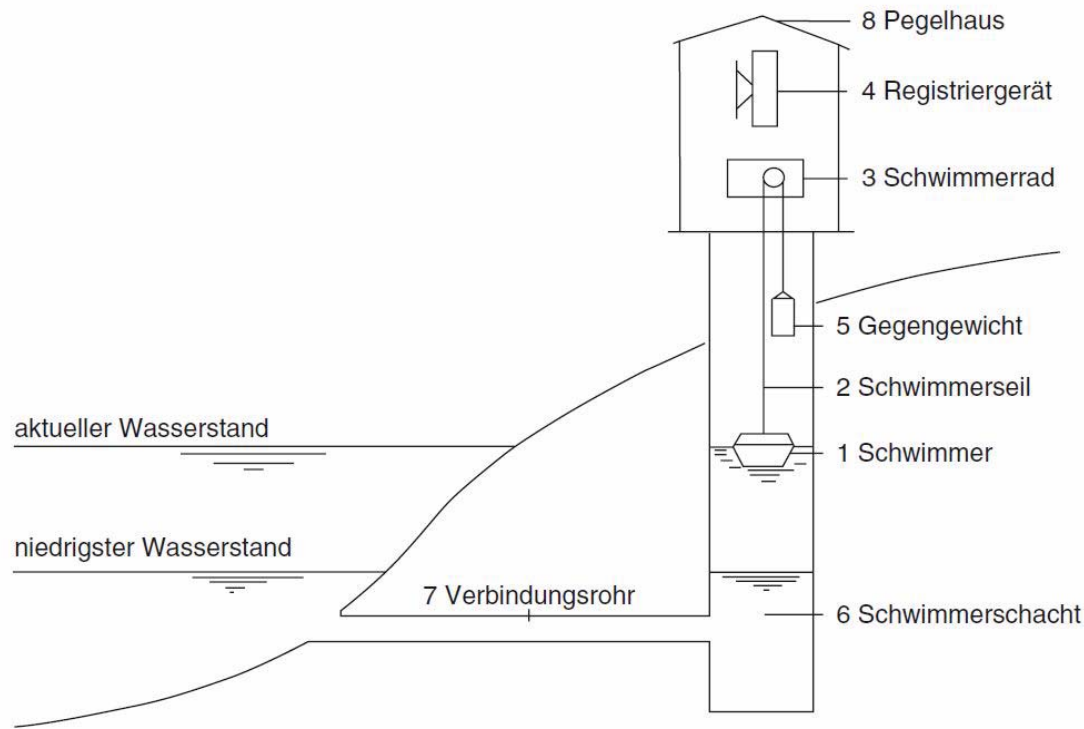 8 Pegelhaus
4 Registriergerät
3 Schwimmerrad
5 Gegengewicht
2 Schwimmerseil
aktueller Wasserstand
1 Schwimmer
niedrigster Wasserstand
7 Verbindungsrohr
6 Schwimmerschacht